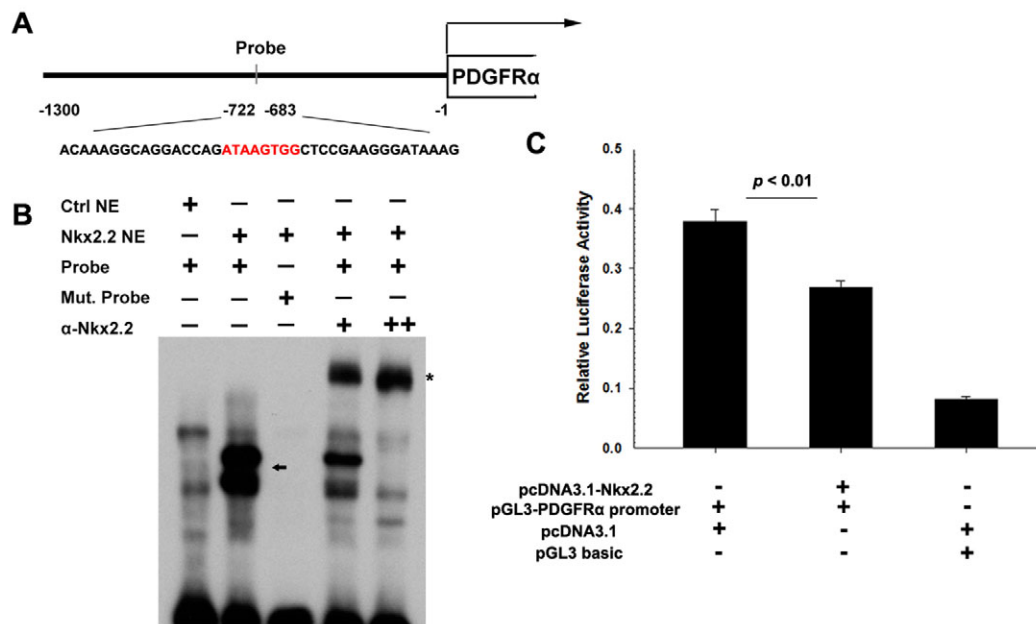 A
Probe
PDGFRα
-1300
-722 -683
-1
ACAAAGGCAGGACCAGATAAGTGGCTCCGAAGGGATAAAG
B
Ctrl NE + − − − −
Nkx2.2 NE − + + + +
Probe + + − + +
Mut. Probe − − + − −
α-Nkx2.2 − − − + ++
*
C
Relative Luciferase Activity
0.5
0.4
0.3
0.2
0.1
0.0
p < 0.01
pcDNA3.1-Nkx2.2 - + -
pGL3-PDGFRα promoter + + -
pcDNA3.1 + - +
pGL3 basic - - +